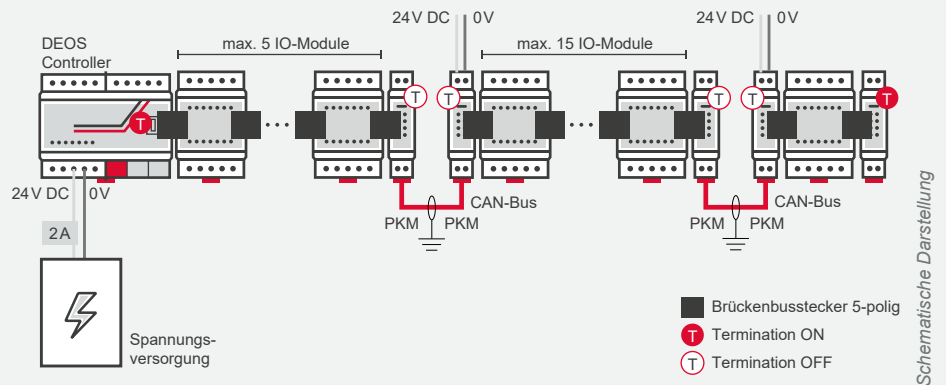 24V DC 0V
24V DC 0V
DEOS
Controller
max. 5 IO-Module
max. 15 IO-Module
T
T
T
T
T
T
24V DC 0V
2A
CAN-Bus
PKM PKM
CAN-Bus
PKM PKM
Spannungs-
versorgung
Brückenbusstecker 5-polig
T Termination ON
T Termination OFF
Schematische Darstellung